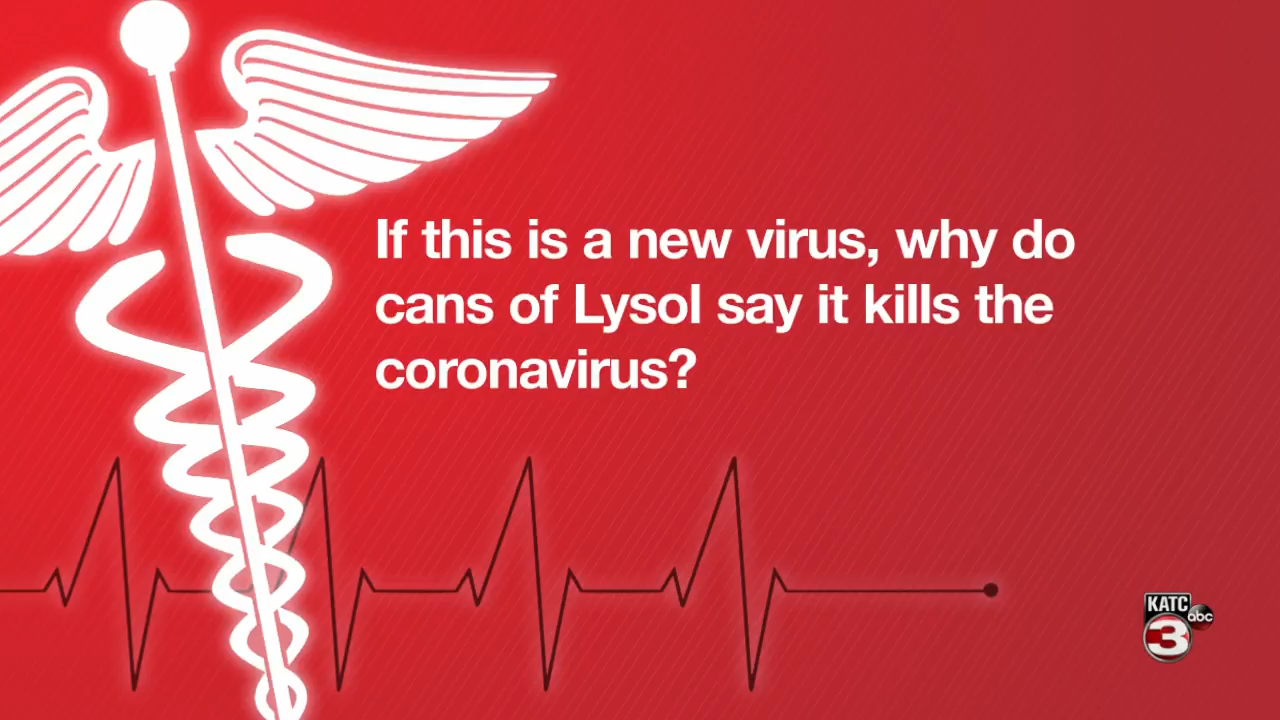 If this is a new virus, why do
cans of Lysol say it kills the
coronavirus?
KATC
abc
3